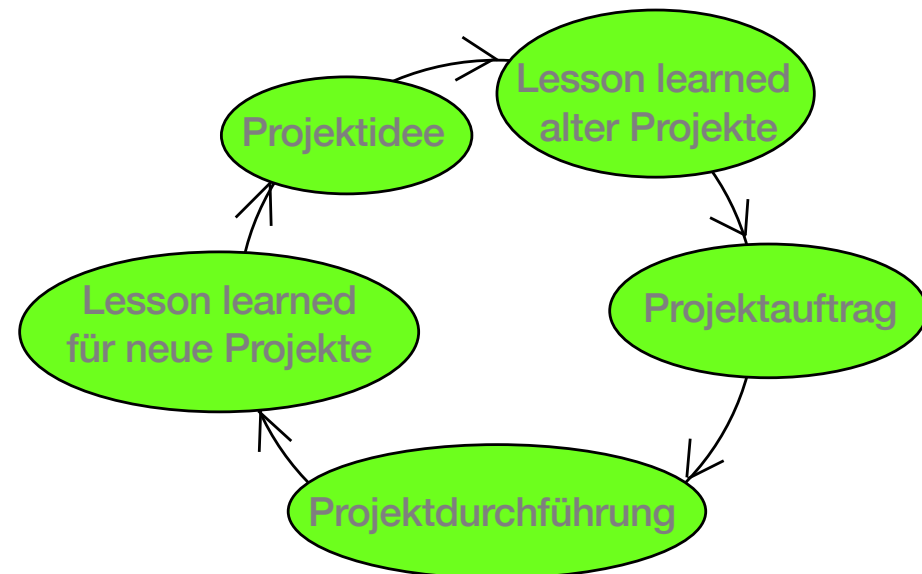 Projektidee
Lesson learned
alter Projekte
Projektauftrag
Projektdurchführung
Lesson learned
für neue Projekte